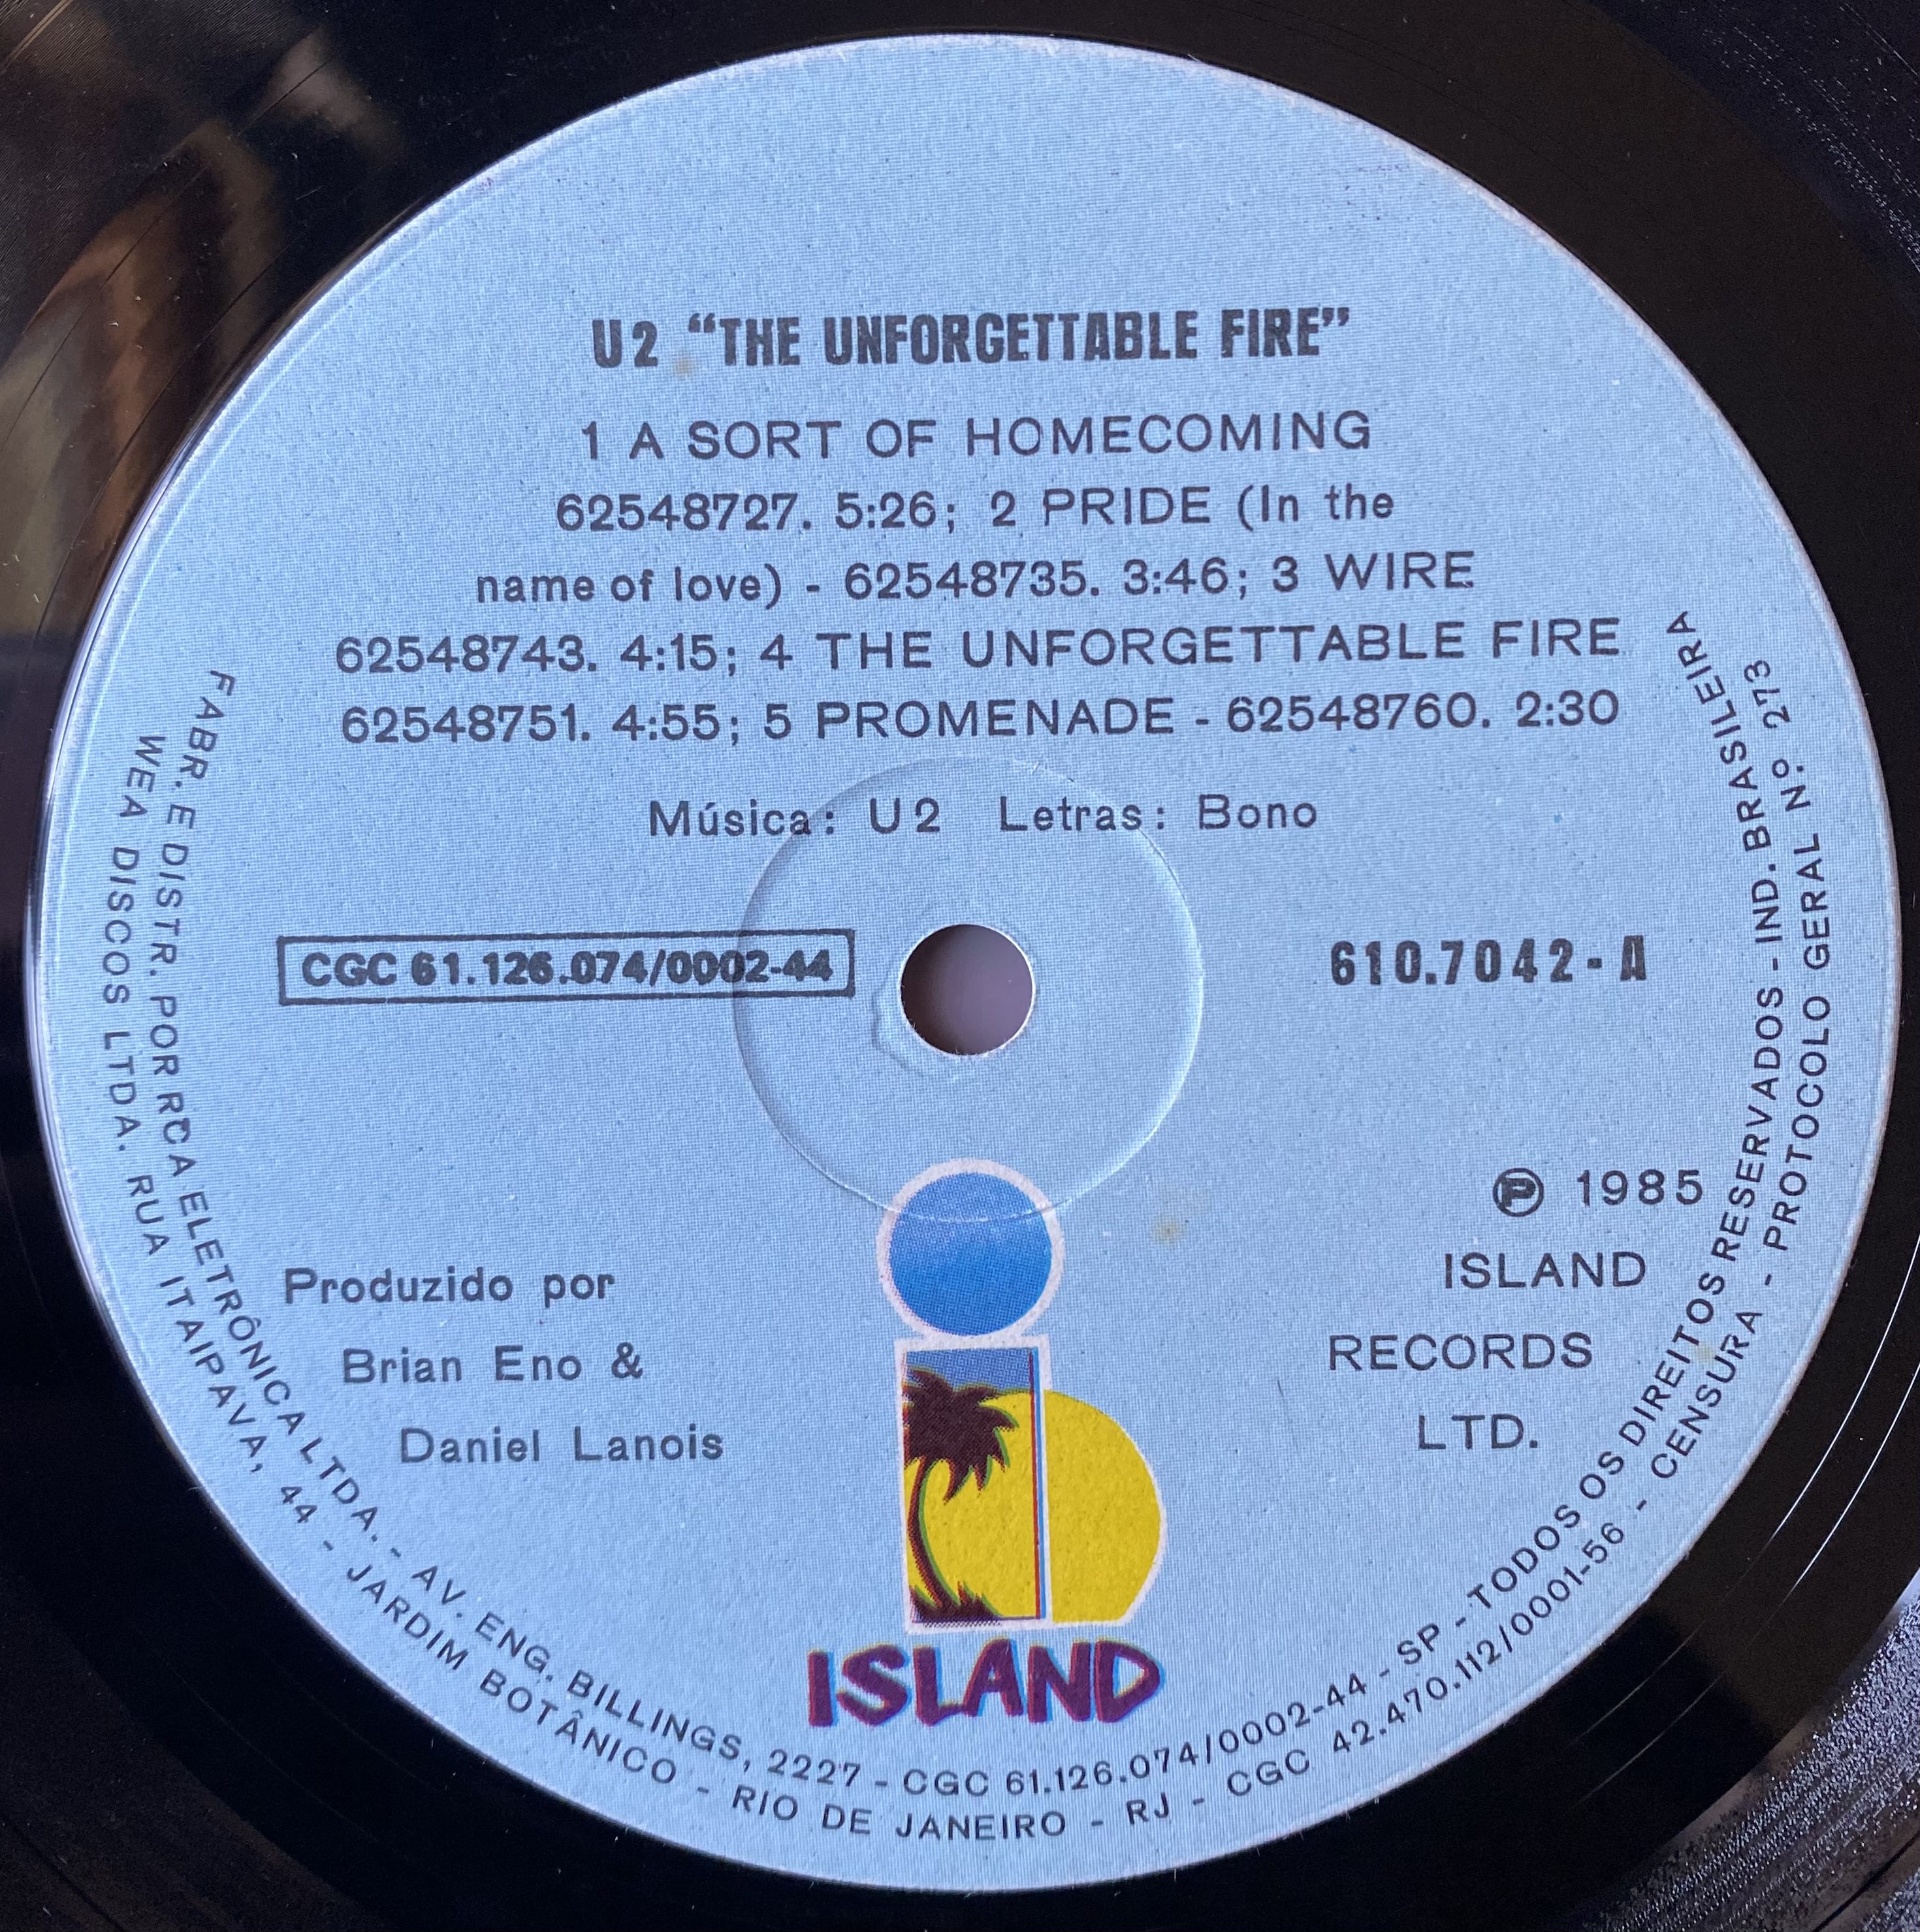 U2 “THE UNFORGETTABLE FIRE”
1 A SORT OF HOMECOMING
62548727. 5:26; 2 PRIDE (In the
name of love) - 62548735. 3:46; 3 WIRE
62548743. 4:15; 4 THE UNFORGETTABLE FIRE
62548751. 4:55; 5 PROMENADE - 62548760. 2:30
Música: U2 Letras: Bono
CGC 61.126.074/0002-44
610.7042-A
Ⓟ 1985
ISLAND
RECORDS
LTD.
Produzido por
Brian Eno &
Daniel Lanois
ISLAND
FABR. E DISTR. POR RCA ELETRÔNICA LTDA. - AV. ENG. BILLINGS, 2227 - CGC 61.126.074/0002-44 - SP - TODOS OS DIREITOS RESERVADOS - IND. BRASILEIRA
WEA DISCOS LTDA. RUA ITAIPAVA, 44 - JARDIM BOTÂNICO - RIO DE JANEIRO - RJ - CGC 42.470.112/0001-56 - CENSURA - PROTOCOLO GERAL Nº 273